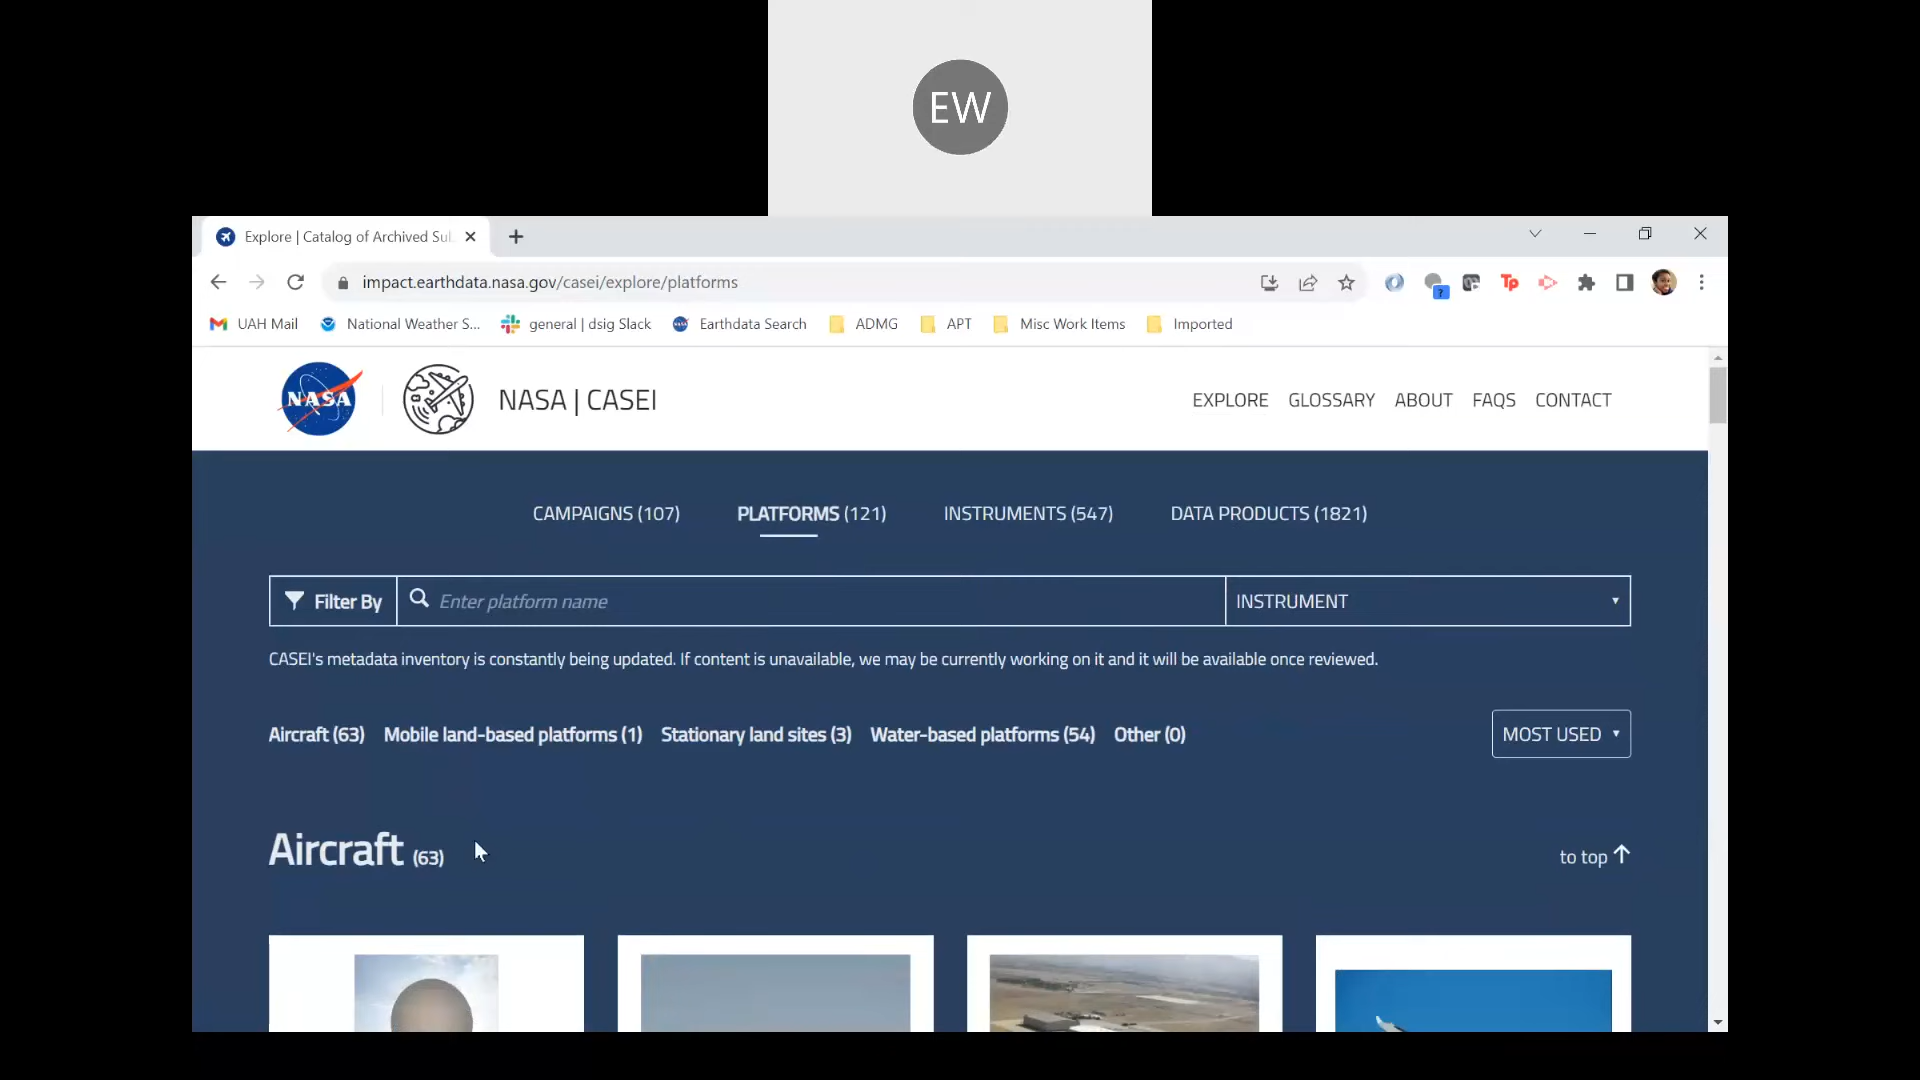 EW
Explore | Catalog of Archived Sul
impact.earthdata.nasa.gov/casei/explore/platforms
?
Tp
UAH Mail
National Weather S...
general | dsig Slack
Earthdata Search
ADMG
APT
Misc Work Items
Imported
NASA
NASA | CASEI
EXPLORE GLOSSARY ABOUT FAQS CONTACT
CAMPAIGNS (107) PLATFORMS (121) INSTRUMENTS (547) DATA PRODUCTS (1821)
Filter By
Enter platform name
INSTRUMENT
CASEI's metadata inventory is constantly being updated. If content is unavailable, we may be currently working on it and it will be available once reviewed.
Aircraft (63) Mobile land-based platforms (1) Stationary land sites (3) Water-based platforms (54) Other (0)
MOST USED
Aircraft (63)
to top